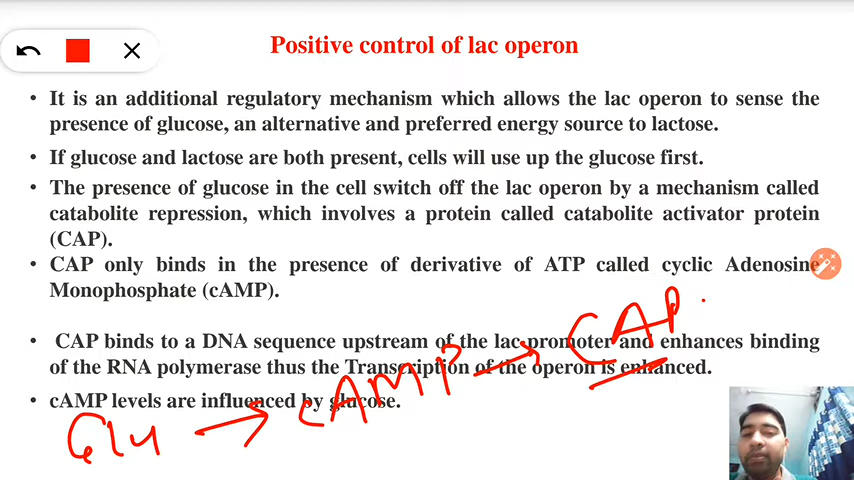 Positive control of lac operon
• It is an additional regulatory mechanism which allows the lac operon to sense the
presence of glucose, an alternative and preferred energy source to lactose.
• If glucose and lactose are both present, cells will use up the glucose first.
• The presence of glucose in the cell switch off the lac operon by a mechanism called
catabolite repression, which involves a protein called catabolite activator protein
(CAP).
• CAP only binds in the presence of derivative of ATP called cyclic Adenosine
Monophosphate (cAMP).
• CAP binds to a DNA sequence upstream of the lac promoter and enhances binding
of the RNA polymerase thus the Transcription of the operon is enhanced.
• cAMP levels are influenced by glucose.
Glu → cAMP → CAP